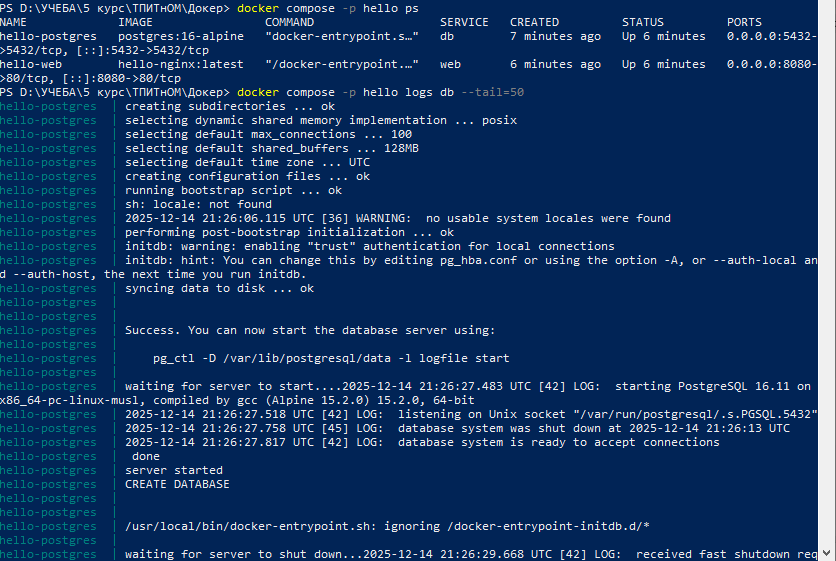 PS D:\УЧЕБА\5 курс\ТПИТнОМ\Докер> docker compose -p hello ps
NAME IMAGE COMMAND SERVICE CREATED STATUS PORTS
hello-postgres postgres:16-alpine "docker-entrypoint.s…" db 7 minutes ago Up 6 minutes 0.0.0.0:5432-
>5432/tcp, [::]:5432->5432/tcp
hello-web hello-nginx:latest "/docker-entrypoint.…" web 6 minutes ago Up 6 minutes 0.0.0.0:8080-
>80/tcp, [::]:8080->80/tcp
PS D:\УЧЕБА\5 курс\ТПИТнОМ\Докер> docker compose -p hello logs db --tail=50
hello-postgres | creating subdirectories ... ok
hello-postgres | selecting dynamic shared memory implementation ... posix
hello-postgres | selecting default max_connections ... 100
hello-postgres | selecting default shared_buffers ... 128MB
hello-postgres | selecting default time zone ... UTC
hello-postgres | creating configuration files ... ok
hello-postgres | running bootstrap script ... ok
hello-postgres | sh: locale: not found
hello-postgres | 2025-12-14 21:26:06.115 UTC [36] WARNING:  no usable system locales were found
hello-postgres | performing post-bootstrap initialization ... ok
hello-postgres | initdb: warning: enabling "trust" authentication for local connections
hello-postgres | initdb: hint: You can change this by editing pg_hba.conf or using the option -A, or --auth-local an
d --auth-host, the next time you run initdb.
hello-postgres | syncing data to disk ... ok
hello-postgres |
hello-postgres |
hello-postgres | Success. You can now start the database server using:
hello-postgres |
hello-postgres |     pg_ctl -D /var/lib/postgresql/data -l logfile start
hello-postgres |
hello-postgres | waiting for server to start....2025-12-14 21:26:27.483 UTC [42] LOG:  starting PostgreSQL 16.11 on
x86_64-pc-linux-musl, compiled by gcc (Alpine 15.2.0) 15.2.0, 64-bit
hello-postgres | 2025-12-14 21:26:27.518 UTC [42] LOG:  listening on Unix socket "/var/run/postgresql/.s.PGSQL.5432"
hello-postgres | 2025-12-14 21:26:27.758 UTC [45] LOG:  database system was shut down at 2025-12-14 21:26:13 UTC
hello-postgres | 2025-12-14 21:26:27.817 UTC [42] LOG:  database system is ready to accept connections
hello-postgres |  done
hello-postgres | server started
hello-postgres | CREATE DATABASE
hello-postgres |
hello-postgres |
hello-postgres | /usr/local/bin/docker-entrypoint.sh: ignoring /docker-entrypoint-initdb.d/*
hello-postgres |
hello-postgres | waiting for server to shut down...2025-12-14 21:26:29.668 UTC [42] LOG:  received fast shutdown req